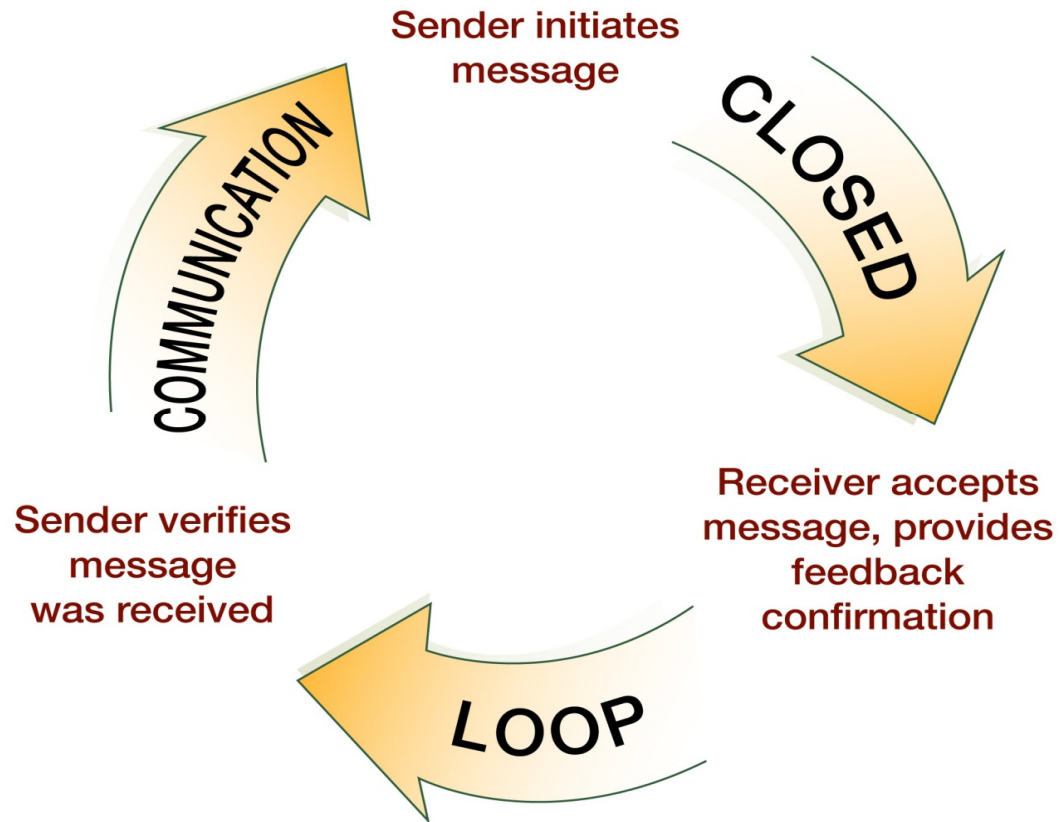 Sender initiates
message
CLOSED
Receiver accepts
message, provides
feedback
confirmation
LOOP
Sender verifies
message
was received
COMMUNICATION